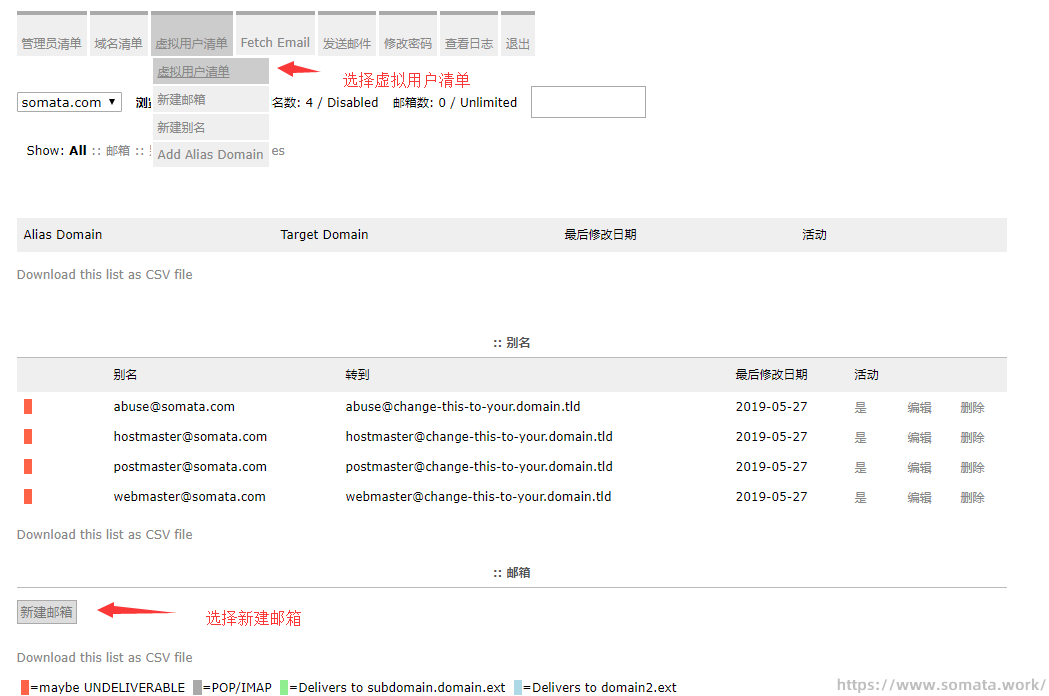 管理员清单 域名清单 虚拟用户清单 Fetch Email 发送邮件 修改密码 查看日志 退出
虚拟用户清单
选择虚拟用户清单
somata.com ▼ 新建邮箱 名数: 4 / Disabled 邮箱数: 0 / Unlimited
新建别名
Show: All :: 邮箱 :: Add Alias Domain es
Alias Domain Target Domain 最后修改日期 活动
Download this list as CSV file
:: 别名
别名 转到 最后修改日期 活动
abuse@somata.com abuse@change-this-to-your.domain.tld 2019-05-27 是 编辑 删除
hostmaster@somata.com hostmaster@change-this-to-your.domain.tld 2019-05-27 是 编辑 删除
postmaster@somata.com postmaster@change-this-to-your.domain.tld 2019-05-27 是 编辑 删除
webmaster@somata.com webmaster@change-this-to-your.domain.tld 2019-05-27 是 编辑 删除
Download this list as CSV file
:: 邮箱
新建邮箱 选择新建邮箱
Download this list as CSV file
=maybe UNDELIVERABLE =POP/IMAP =Delivers to subdomain.domain.ext =Delivers to domain2.ext
https://www.somata.work/